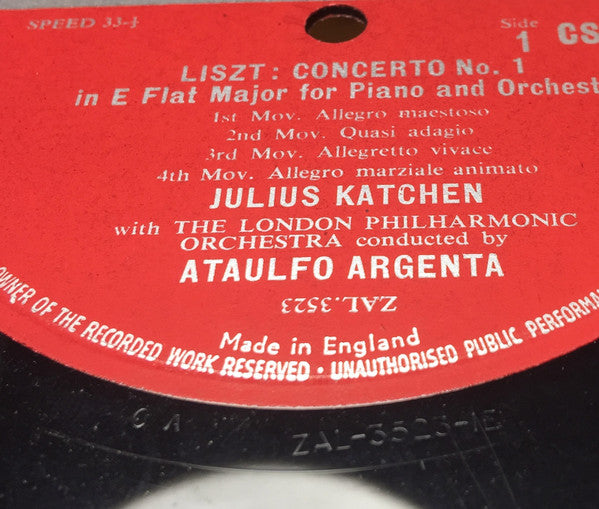 SPEED 33-⅓
Side
1 CS
LISZT: CONCERTO No. 1
in E Flat Major for Piano and Orchest
1st Mov. Allegro maestoso
2nd Mov. Quasi adagio
3rd Mov. Allegretto vivace
4th Mov. Allegro marziale animato
JULIUS KATCHEN
with THE LONDON PHILHARMONIC
ORCHESTRA conducted by
ATAULFO ARGENTA
ZAL.3523
Made in England
OWNER OF THE RECORDED WORK RESERVED · UNAUTHORISED PUBLIC PERFORMA
ZAL-3523-1E